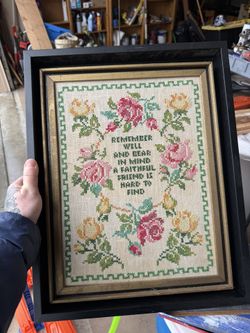 REMEMBER
WELL
AND BEAR
IN MIND
A FAITHFUL
FRIEND IS
HARD TO
FIND